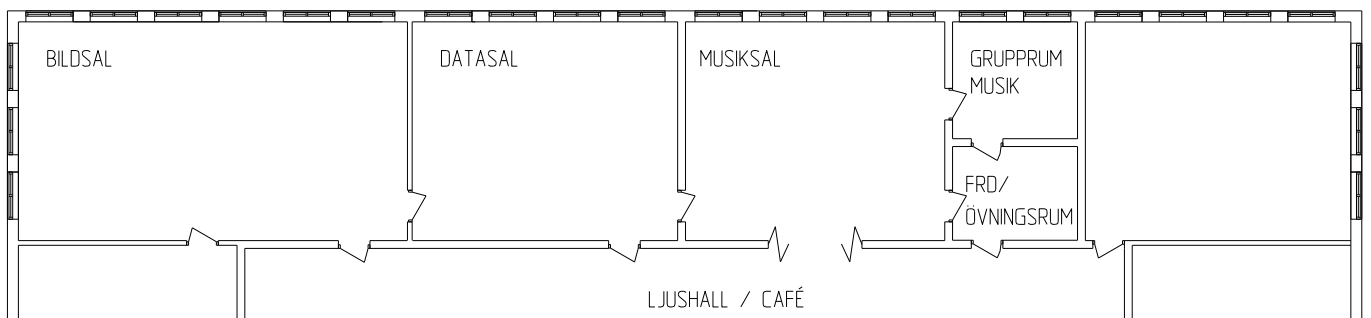 BILDSAL
DATASAL
MUSIKSAL
GRUPPRUM
MUSIK
FRD/
ÖVNINGSRUM
LJUSHALL / CAFÉ